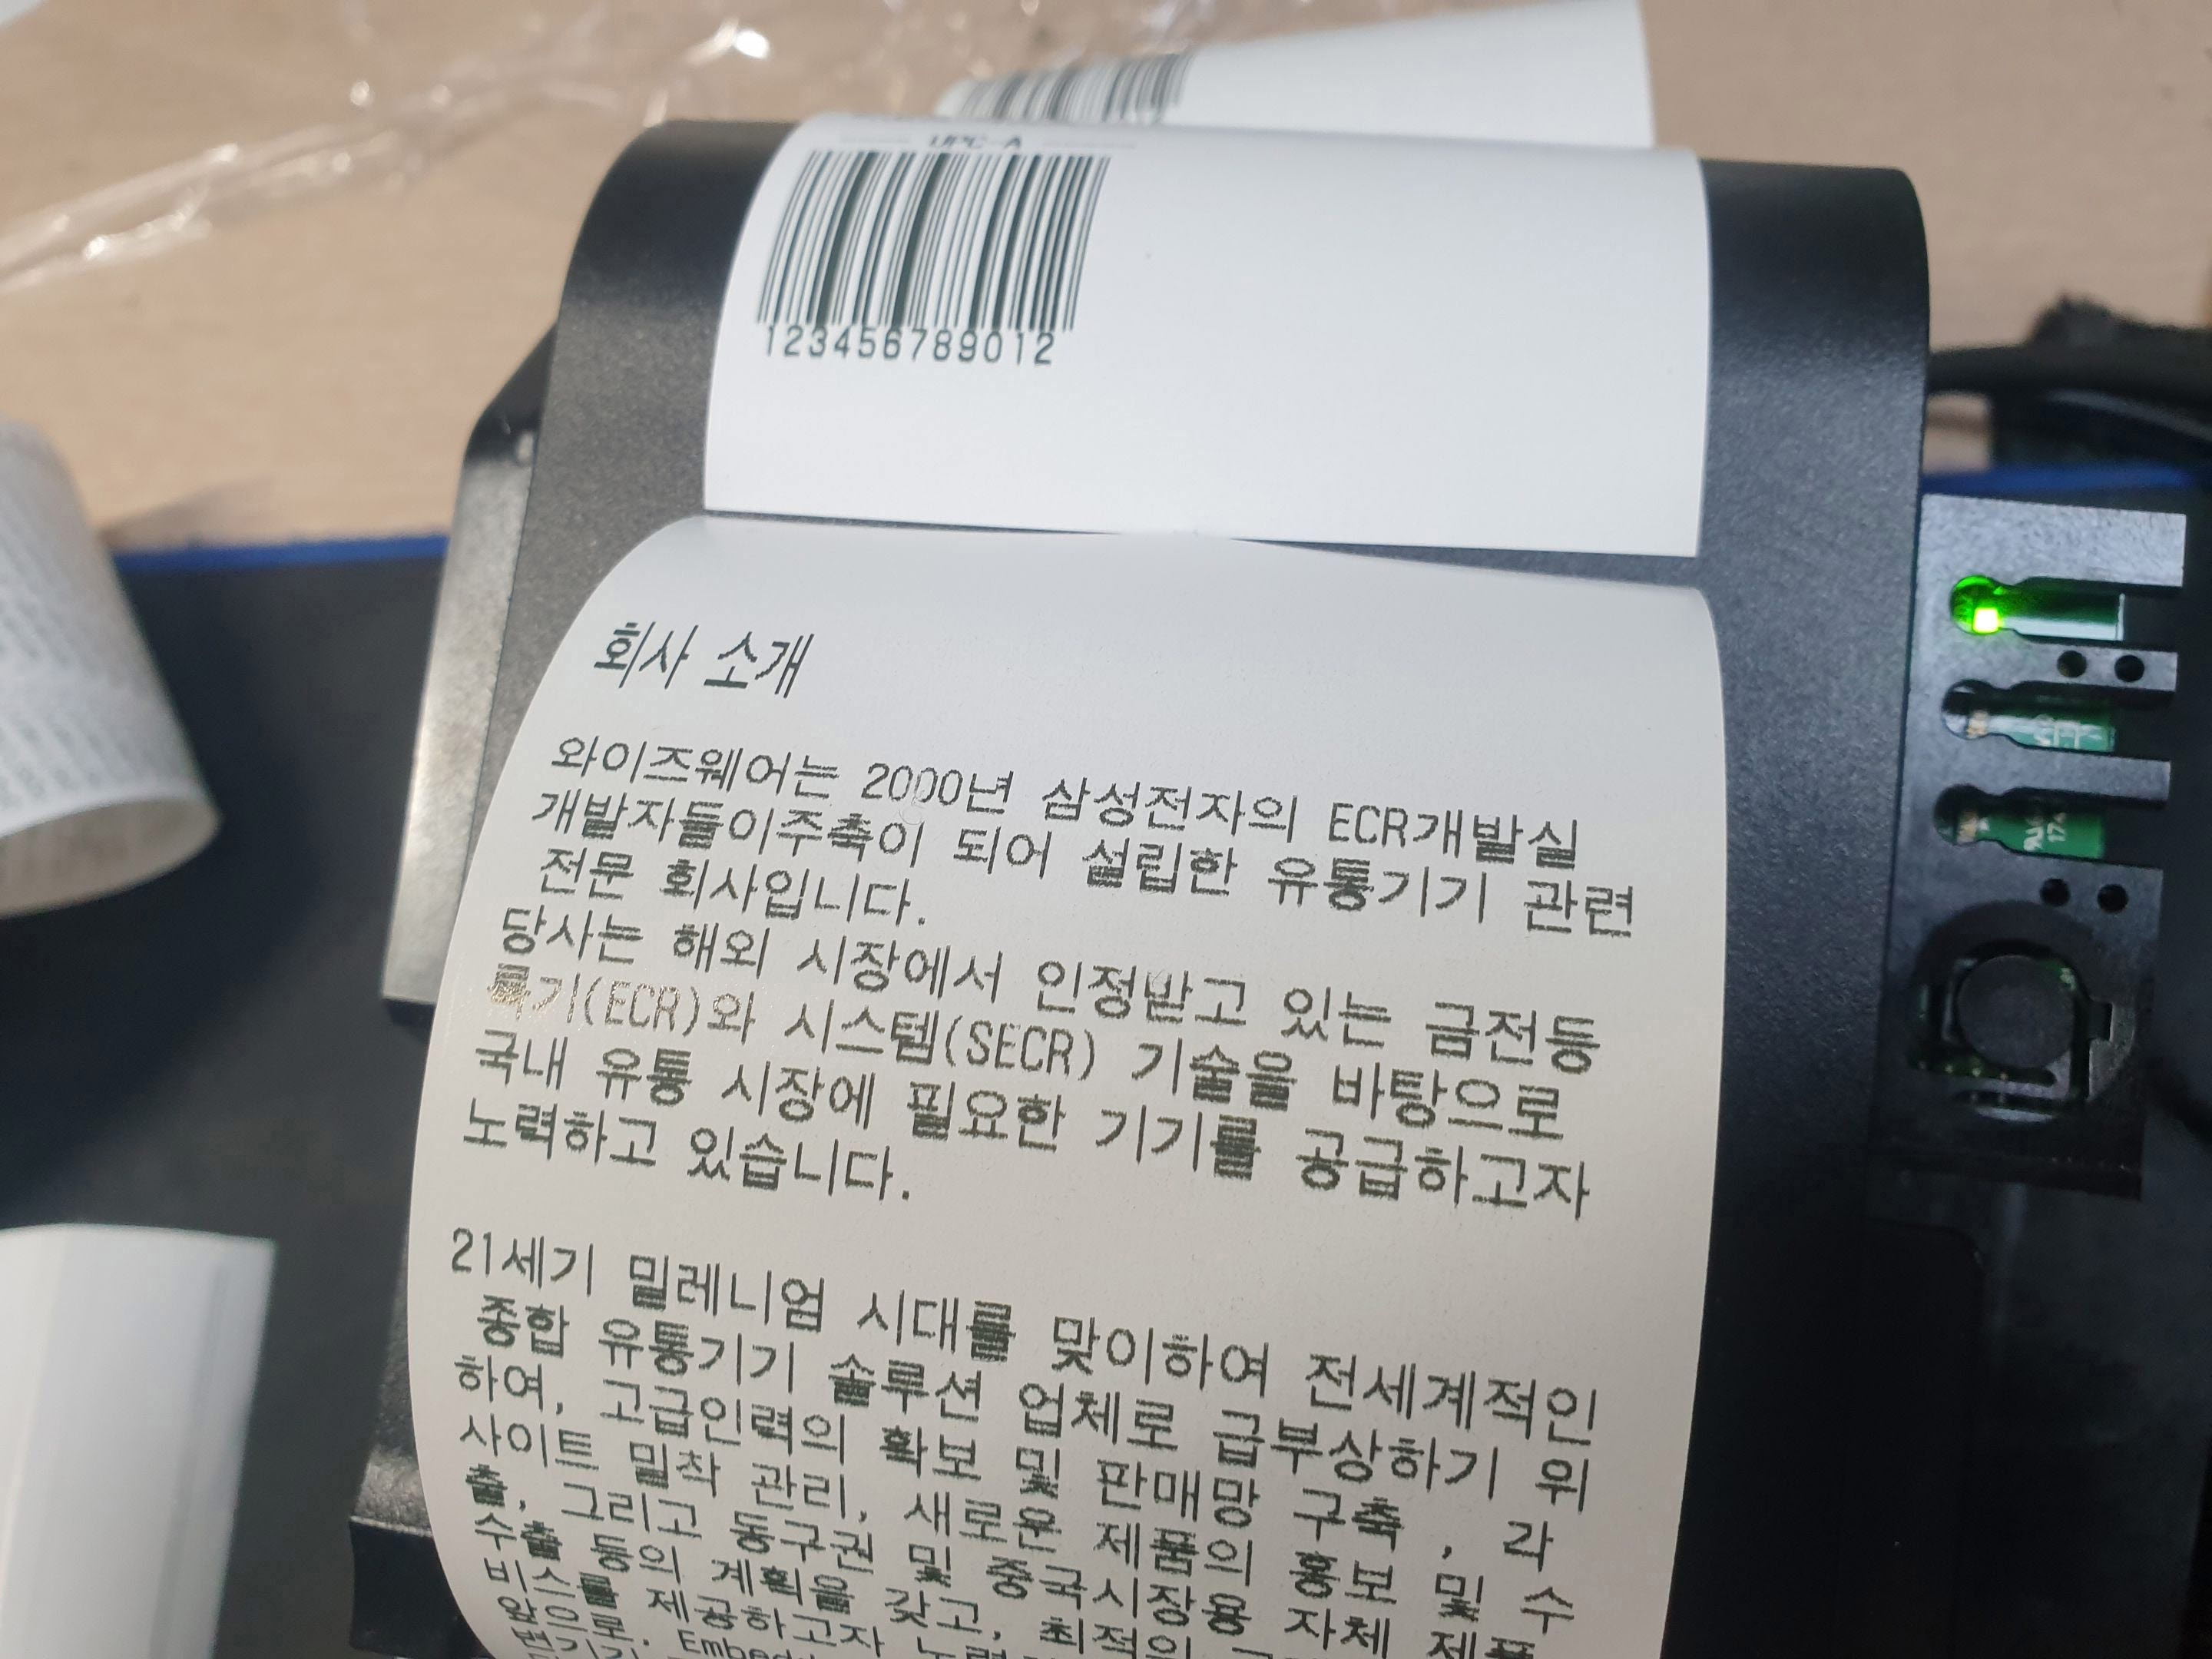 UPC-A
123456789012
회사 소개
와이즈웨어는 2000년 삼성전자의 ECR개발실
개발자들이주축이 되어 설립한 유통기기 관련
전문 회사입니다.
당사는 해외 시장에서 인정받고 있는 금전등
록기(ECR)와 시스템(SECR) 기술을 바탕으로
국내 유통 시장에 필요한 기기를 공급하고자
노력하고 있습니다.
21세기 밀레니엄 시대를 맞이하여 전세계적인
종합 유통기기 솔루션 업체로 급부상하기 위
하여, 고급인력의 확보 및 판매망 구축, 각
사이트 밀착 관리, 새로운 제품의 홍보 및 수
출, 그리고 동구권 및 중국시장의
수출 등의 계획을 갖고,